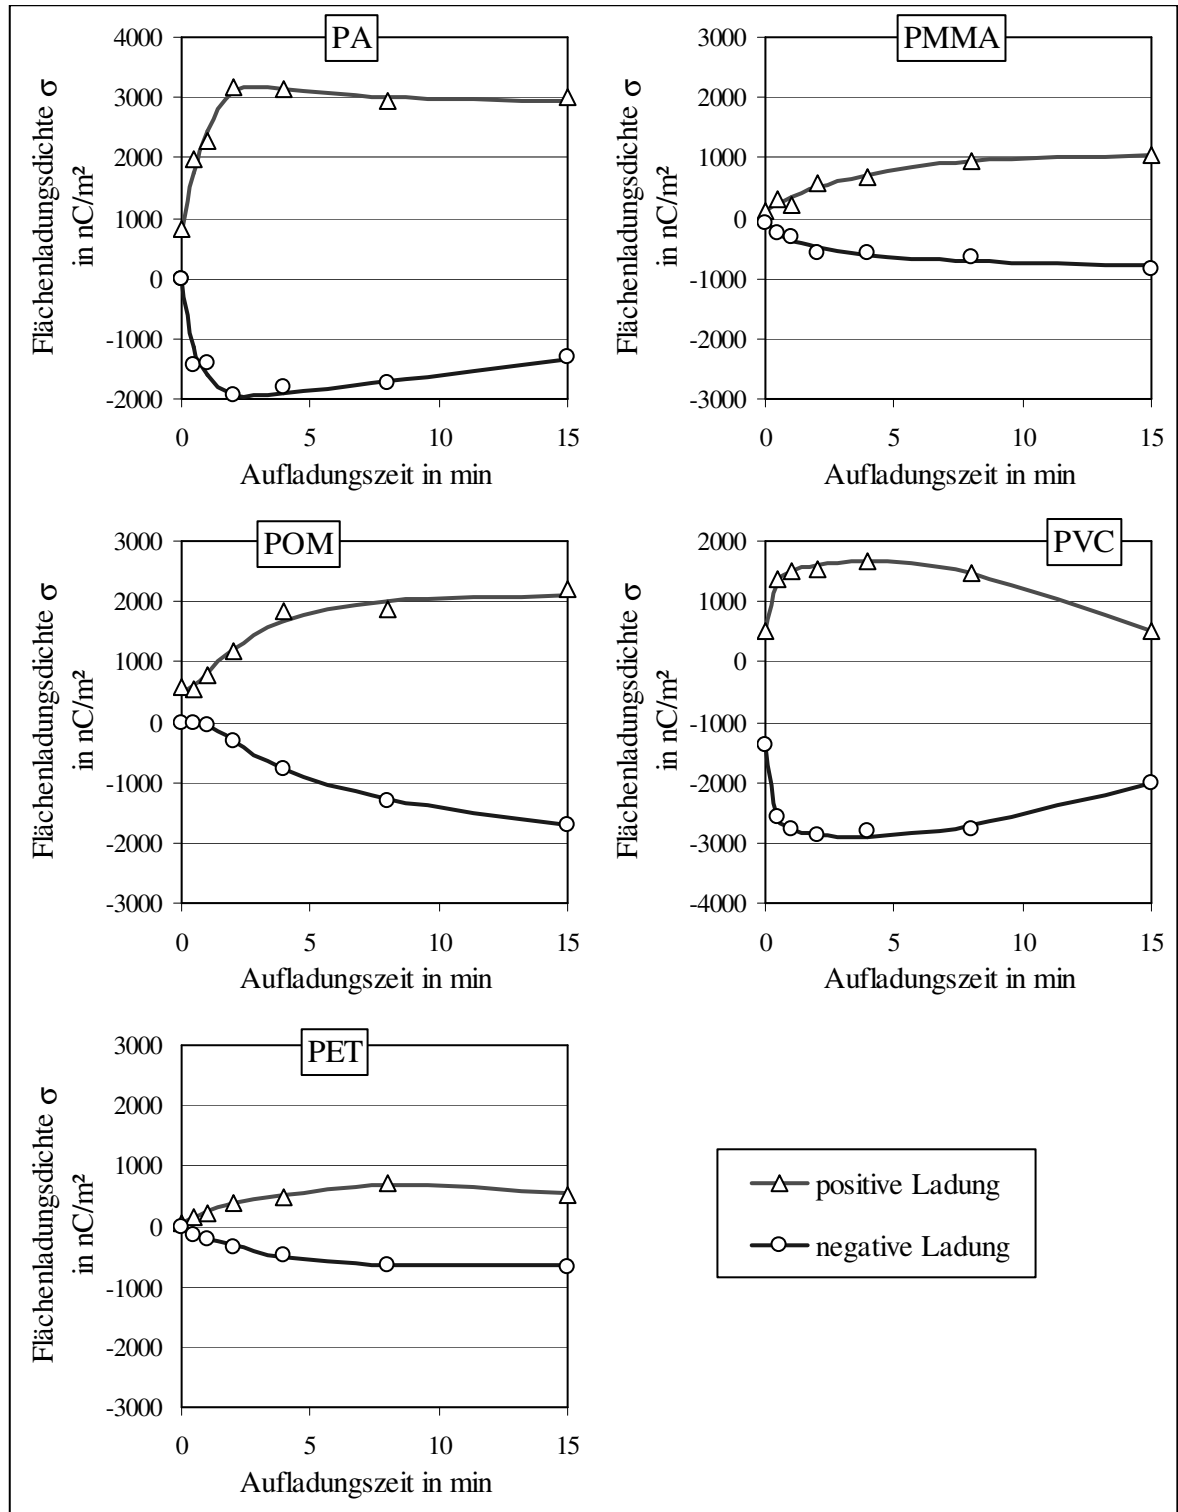 PA
4000
3000
2000
1000
0
-1000
-2000
0 5 10 15
Flächenladungsdichte σ
in nC/m²
Aufladungszeit in min
PMMA
3000
2000
1000
0
-1000
-2000
-3000
0 5 10 15
Flächenladungsdichte σ
in nC/m²
Aufladungszeit in min
POM
3000
2000
1000
0
-1000
-2000
-3000
0 5 10 15
Flächenladungsdichte σ
in nC/m²
Aufladungszeit in min
PVC
2000
1000
0
-1000
-2000
-3000
-4000
0 5 10 15
Flächenladungsdichte σ
in nC/m²
Aufladungszeit in min
PET
3000
2000
1000
0
-1000
-2000
-3000
0 5 10 15
Flächenladungsdichte σ
in nC/m²
Aufladungszeit in min
positive Ladung
negative Ladung